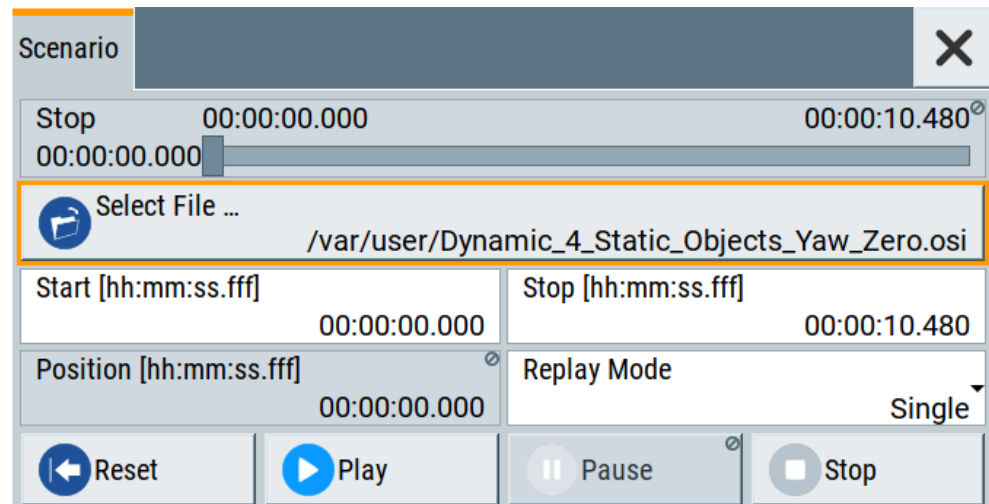 Scenario
Stop 00:00:00.000 00:00:10.480
00:00:00.000
Select File ...
/var/user/Dynamic_4_Static_Objects_Yaw_Zero.osi
Start [hh:mm:ss.fff] Stop [hh:mm:ss.fff]
00:00:00.000 00:00:10.480
Position [hh:mm:ss.fff] Replay Mode
00:00:00.000 Single
Reset Play Pause Stop